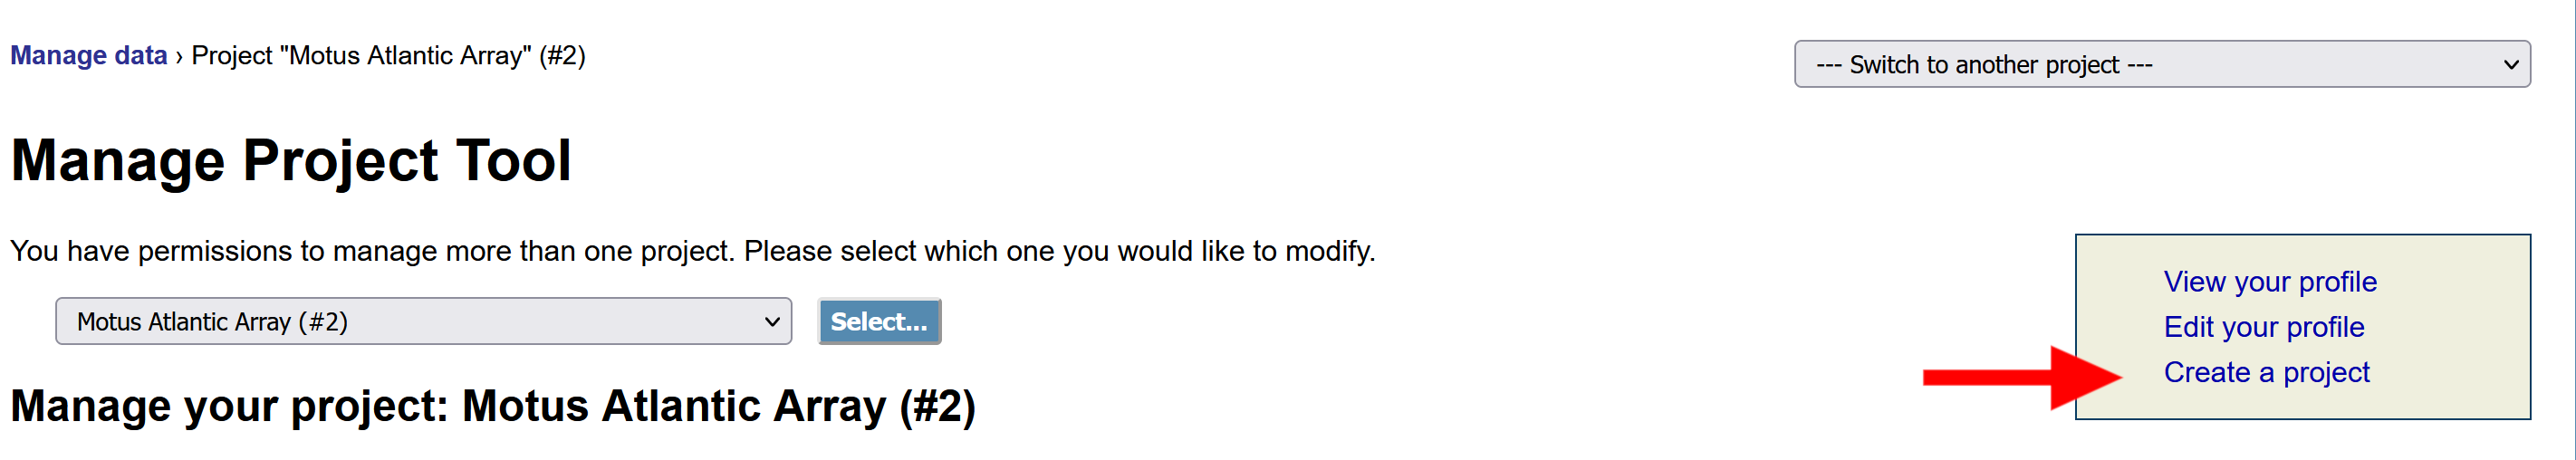 Manage data › Project "Motus Atlantic Array" (#2)
--- Switch to another project ---
Manage Project Tool
You have permissions to manage more than one project. Please select which one you would like to modify.
Motus Atlantic Array (#2)
Select...
View your profile
Edit your profile
Create a project
Manage your project: Motus Atlantic Array (#2)